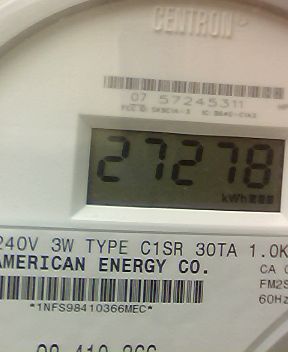 CENTRON
07 57245311
27278
kWh
240V 3W TYPE C1SR 30TA 1.0K
AMERICAN ENERGY CO.
CA
FM2S
60Hz
*1NFS98410366MEC*